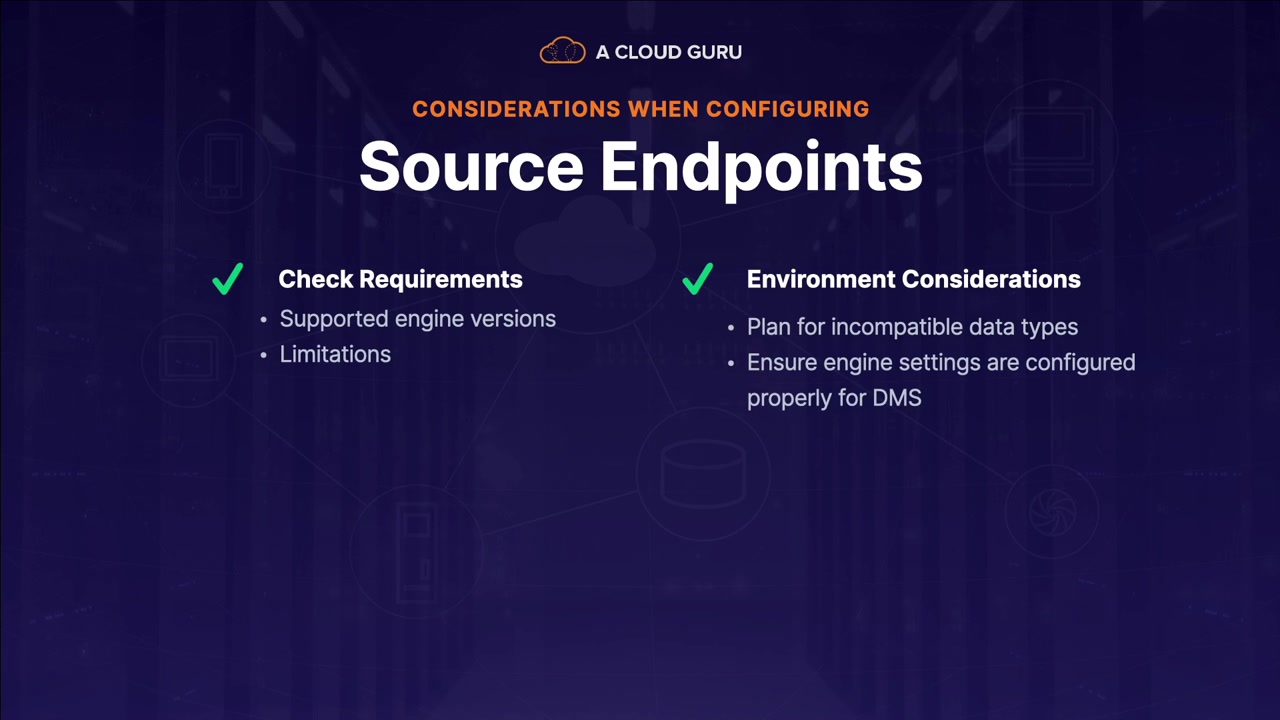 A CLOUD GURU
CONSIDERATIONS WHEN CONFIGURING
Source Endpoints
Check Requirements
• Supported engine versions
• Limitations
Environment Considerations
• Plan for incompatible data types
• Ensure engine settings are configured
properly for DMS